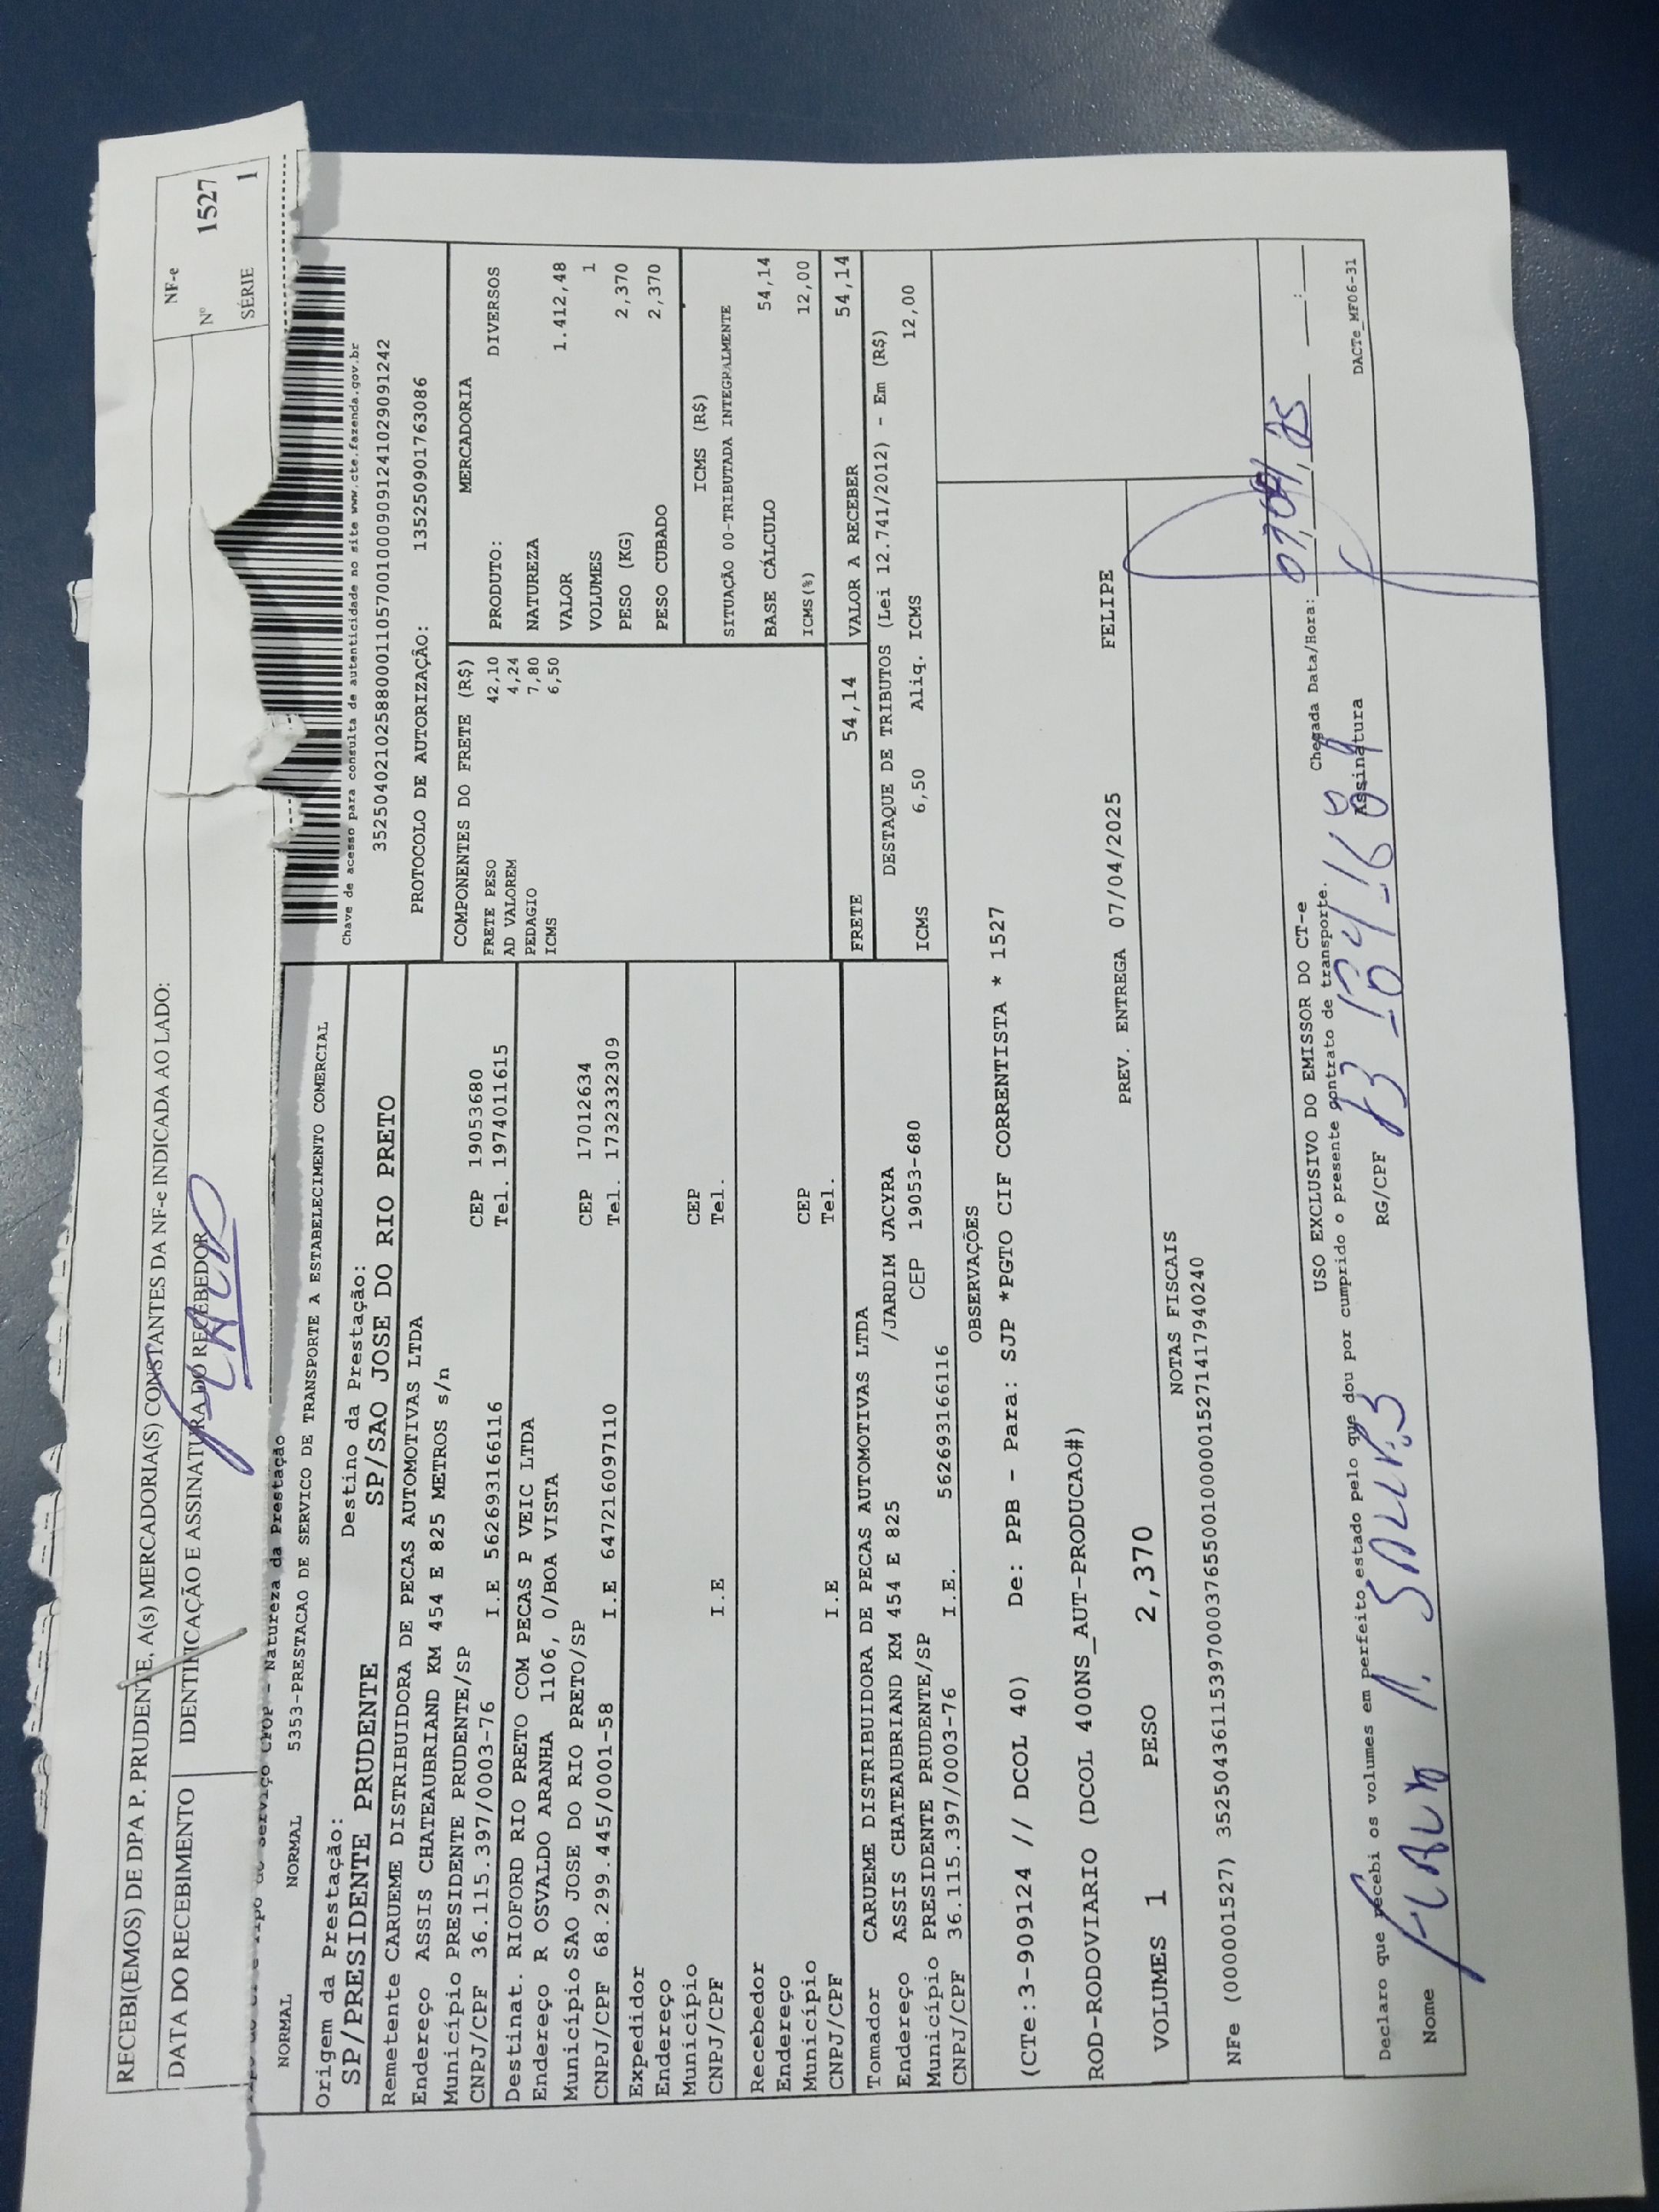 RECEBI(EMOS) DE DPA P. PRUDENTE, A(s) MERCADORIA(S) CONSTANTES DA NF-e INDICADA AO LADO:
NF-e
Nº 1527
SÉRIE 1
DATA DO RECEBIMENTO
IDENTIFICAÇÃO E ASSINATURA DO RECEBEDOR
Natureza da Prestação
NORMAL NORMAL 5353-PRESTACAO DE SERVICO DE TRANSPORTE A ESTABELECIMENTO COMERCIAL
Chave de acesso para consulta de autenticidade no site www.cte.fazenda.gov.br
35250402102588000110570010009091241029091242
PROTOCOLO DE AUTORIZAÇÃO: 135250901763086
Origem da Prestação: Destino da Prestação:
SP/PRESIDENTE PRUDENTE SP/SAO JOSE DO RIO PRETO
Remetente CARUEME DISTRIBUIDORA DE PECAS AUTOMOTIVAS LTDA
Endereço ASSIS CHATEAUBRIAND KM 454 E 825 METROS s/n
Município PRESIDENTE PRUDENTE/SP CEP 19053680
CNPJ/CPF 36.115.397/0003-76 I.E 562693166116 Tel. 1974011615
Destinat. RIOFORD RIO PRETO COM PECAS P VEIC LTDA
Endereço R OSVALDO ARANHA 1106, 0/BOA VISTA
Município SAO JOSE DO RIO PRETO/SP CEP 17012634
CNPJ/CPF 68.299.445/0001-58 I.E 647216097110 Tel. 1732332309
Expedidor
Endereço
Município CEP
CNPJ/CPF I.E Tel.
Recebedor
Endereço
Município CEP
CNPJ/CPF I.E Tel.
Tomador CARUEME DISTRIBUIDORA DE PECAS AUTOMOTIVAS LTDA
Endereço ASSIS CHATEAUBRIAND KM 454 E 825 /JARDIM JACYRA
Município PRESIDENTE PRUDENTE/SP CEP 19053-680
CNPJ/CPF 36.115.397/0003-76 I.E. 562693166116
COMPONENTES DO FRETE (R$)
FRETE PESO 42,10
AD VALOREM 4,24
PEDAGIO 7,80
ICMS 6,50
MERCADORIA
PRODUTO: DIVERSOS
NATUREZA
VALOR 1.412,48
VOLUMES 1
PESO (KG) 2,370
PESO CUBADO 2,370
ICMS (R$)
SITUAÇÃO 00-TRIBUTADA INTEGRALMENTE
BASE CÁLCULO 54,14
ICMS(%) 12,00
FRETE 54,14 VALOR A RECEBER 54,14
DESTAQUE DE TRIBUTOS (Lei 12.741/2012) - Em (R$)
ICMS 6,50 Aliq. ICMS 12,00
OBSERVAÇÕES
(CTe:3-909124 // DCOL 40) De: PPB - Para: SJP *PGTO CIF CORRENTISTA * 1527
ROD-RODOVIARIO (DCOL 400NS_AUT-PRODUCAO#)
PREV. ENTREGA 07/04/2025 FELIPE
VOLUMES 1 PESO 2,370
NOTAS FISCAIS
NFe (00001527) 35250436115397000376550010000015271417940240
USO EXCLUSIVO DO EMISSOR DO CT-e
Declaro que recebi os volumes em perfeito estado pelo que dou por cumprido o presente contrato de transporte.
Chegada Data/Hora: 07/04/25 __:__
Nome RG/CPF Assinatura
DACTe_MF06-31